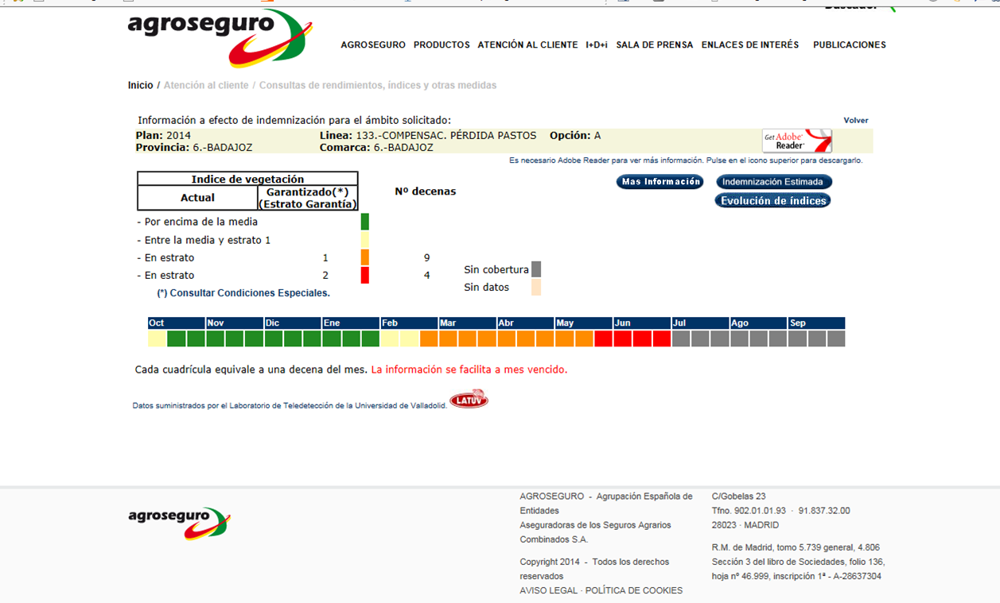 Buscador
agroseguro
AGROSEGURO PRODUCTOS ATENCIÓN AL CLIENTE I+D+i SALA DE PRENSA ENLACES DE INTERÉS PUBLICACIONES
Inicio / Atención al cliente / Consultas de rendimientos, índices y otras medidas
Información a efecto de indemnización para el ámbito solicitado:
Volver
Plan: 2014 Linea: 133.-COMPENSAC. PÉRDIDA PASTOS Opción: A
Provincia: 6.-BADAJOZ Comarca: 6.-BADAJOZ
Get Adobe®
Reader®
Es necesario Adobe Reader para ver más información. Pulse en el icono superior para descargarlo.
Indice de vegetación
Actual
Garantizado(*)
(Estrato Garantía)
Nº decenas
Mas Información
Indemnización Estimada
Evolución de índices
- Por encima de la media
- Entre la media y estrato 1
- En estrato 1 9
- En estrato 2 4
Sin cobertura
Sin datos
(*) Consultar Condiciones Especiales.
Oct Nov Dic Ene Feb Mar Abr May Jun Jul Ago Sep
Cada cuadrícula equivale a una decena del mes. La información se facilita a mes vencido.
Datos suministrados por el Laboratorio de Teledetección de la Universidad de Valladolid.
LATUV
agroseguro
AGROSEGURO - Agrupación Española de
Entidades
Aseguradoras de los Seguros Agrarios
Combinados S.A.
Copyright 2014 - Todos los derechos
reservados
AVISO LEGAL · POLÍTICA DE COOKIES
C/Gobelas 23
Tfno. 902.01.01.93 · 91.837.32.00
28023 · MADRID
R.M. de Madrid, tomo 5.739 general, 4.806
Sección 3 del libro de Sociedades, folio 136,
hoja nº 46.999, inscripción 1ª - A-28637304